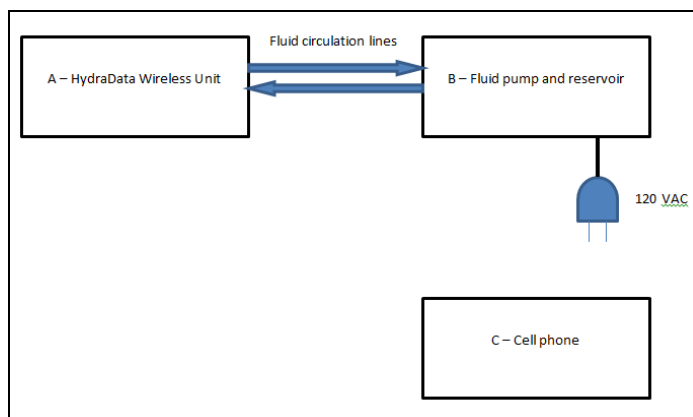 Fluid circulation lines
A – HydraData Wireless Unit
B – Fluid pump and reservoir
120 VAC
C – Cell phone